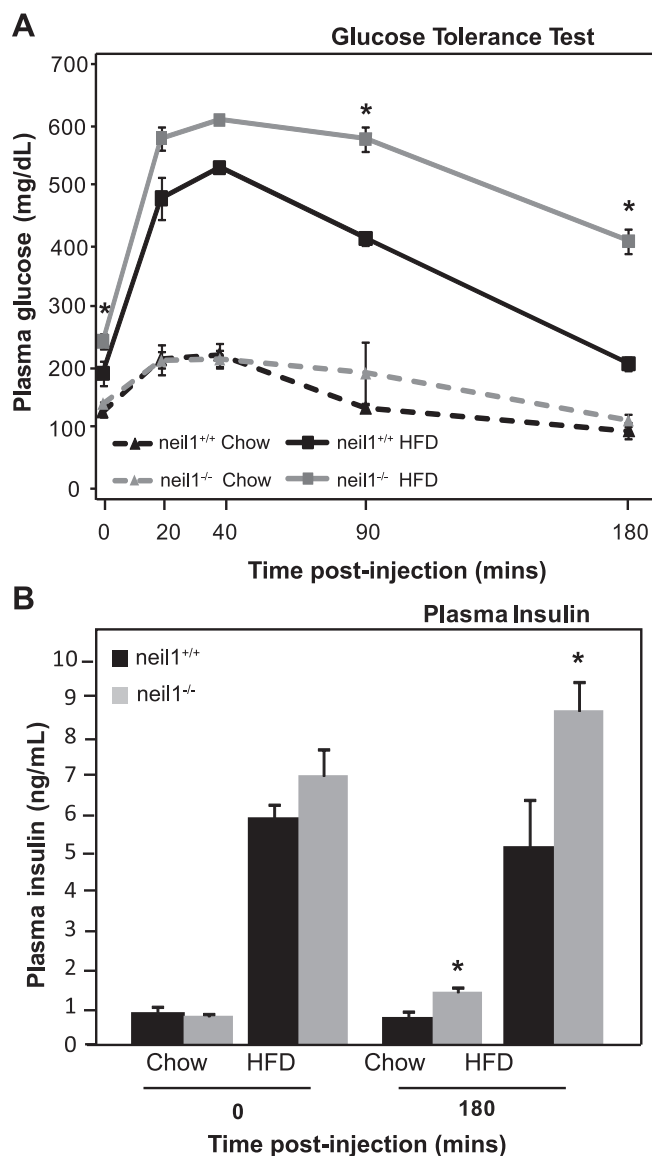 A
Glucose Tolerance Test
Plasma glucose (mg/dL)
700
600
500
400
300
200
100
0
*
*
*
neil1+/+ Chow
neil1+/+ HFD
neil1-/- Chow
neil1-/- HFD
0 20 40 90 180
Time post-injection (mins)
B
Plasma Insulin
Plasma insulin (ng/mL)
10
9
8
7
6
5
4
3
2
1
0
neil1+/+
neil1-/-
*
*
Chow HFD Chow HFD
0 180
Time post-injection (mins)